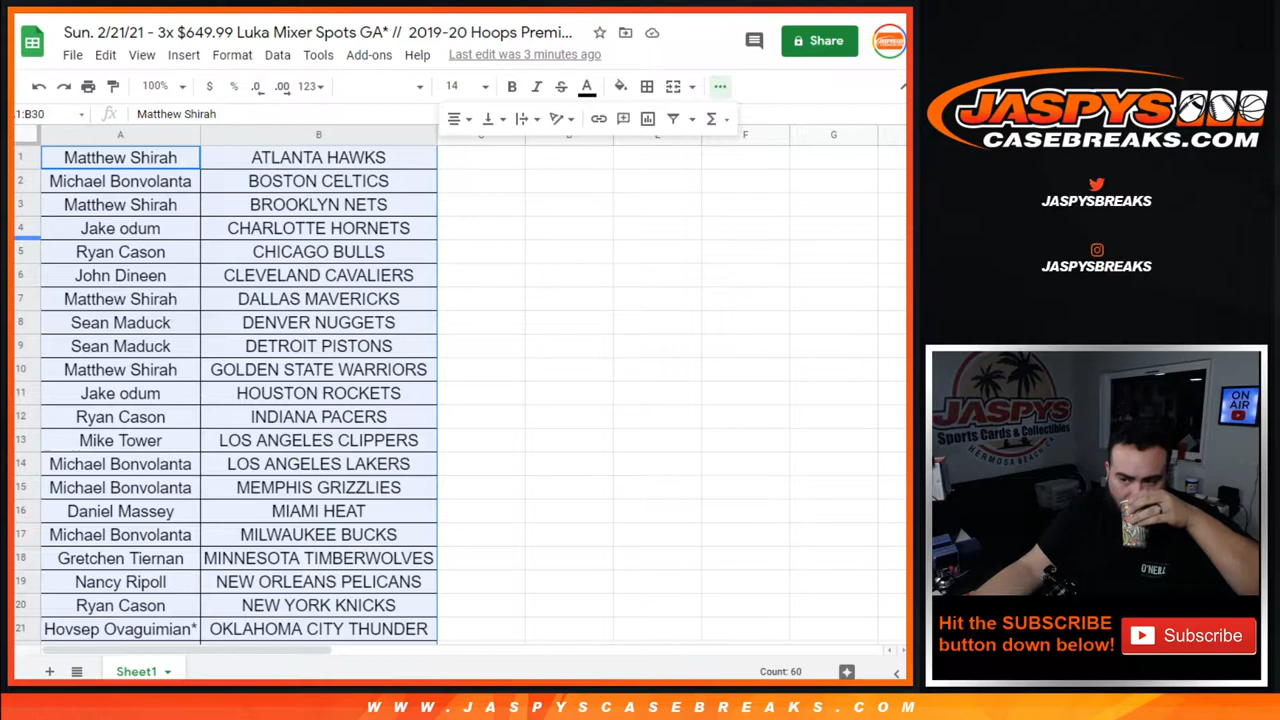 Sun. 2/21/21 - 3x $649.99 Luka Mixer Spots GA* // 2019-20 Hoops Premi...
File Edit View Insert Format Data Tools Add-ons Help Last edit was 3 minutes ago
Share
100% $ % .0 .00 123 14 B I S A
1:B30 fx Matthew Shirah
A B F G
1 Matthew Shirah ATLANTA HAWKS
2 Michael Bonvolanta BOSTON CELTICS
3 Matthew Shirah BROOKLYN NETS
4 Jake odum CHARLOTTE HORNETS
5 Ryan Cason CHICAGO BULLS
6 John Dineen CLEVELAND CAVALIERS
7 Matthew Shirah DALLAS MAVERICKS
8 Sean Maduck DENVER NUGGETS
9 Sean Maduck DETROIT PISTONS
10 Matthew Shirah GOLDEN STATE WARRIORS
11 Jake odum HOUSTON ROCKETS
12 Ryan Cason INDIANA PACERS
13 Mike Tower LOS ANGELES CLIPPERS
14 Michael Bonvolanta LOS ANGELES LAKERS
15 Michael Bonvolanta MEMPHIS GRIZZLIES
16 Daniel Massey MIAMI HEAT
17 Michael Bonvolanta MILWAUKEE BUCKS
18 Gretchen Tiernan MINNESOTA TIMBERWOLVES
19 Nancy Ripoll NEW ORLEANS PELICANS
20 Ryan Cason NEW YORK KNICKS
21 Hovsep Ovaguimian* OKLAHOMA CITY THUNDER
Sheet1 Count: 60
JASPYS
CASEBREAKS.COM
JASPYSBREAKS
JASPYSBREAKS
JASPYS
Sports Cards & Collectibles
HERMOSA BEACH
ON AIR
O'NEILL
Hit the SUBSCRIBE
button down below!
Subscribe
WWW.JASPYSCASEBREAKS.COM